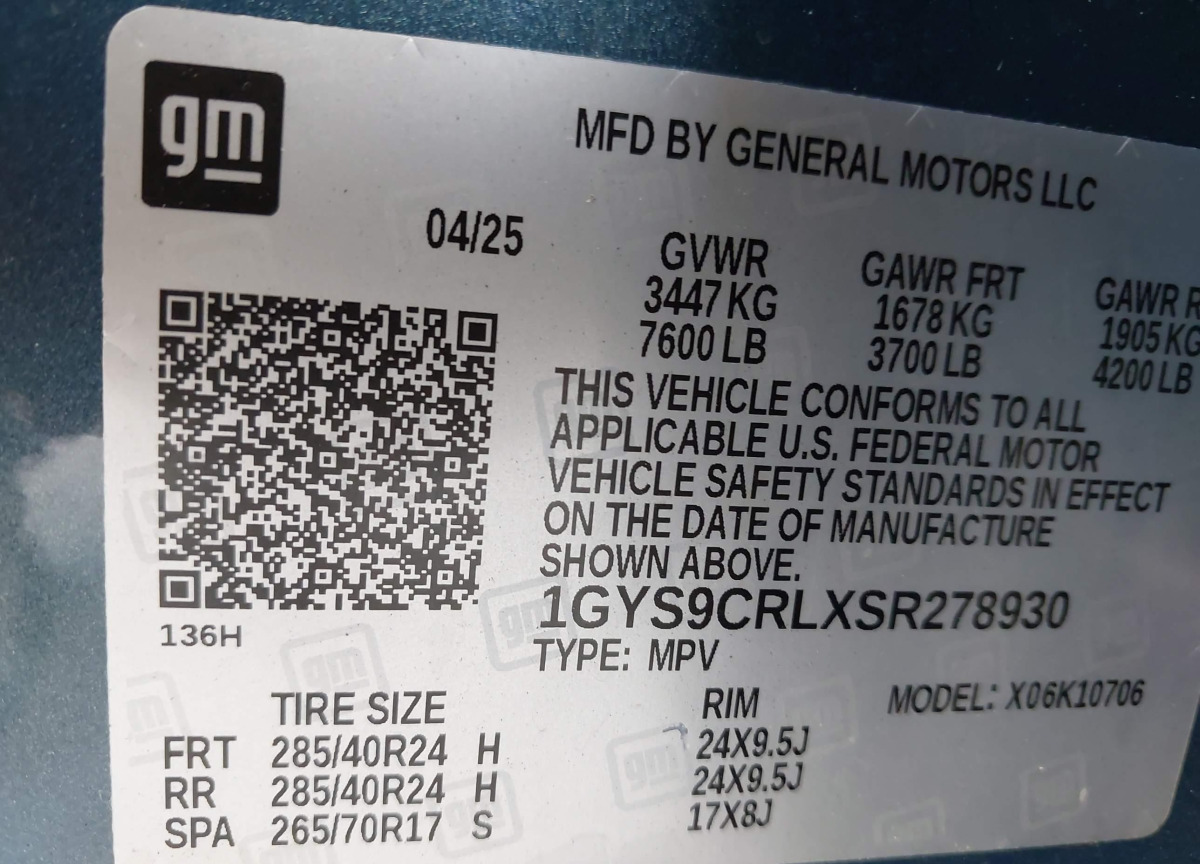 gm
MFD BY GENERAL MOTORS LLC
04/25
GVWR GAWR FRT GAWR
3447 KG 1678 KG 1905 KG
7600 LB 3700 LB 4200 LB
THIS VEHICLE CONFORMS TO ALL
APPLICABLE U.S. FEDERAL MOTOR
VEHICLE SAFETY STANDARDS IN EFFECT
ON THE DATE OF MANUFACTURE
SHOWN ABOVE.
1GYS9CRLXSR278930
136H
TYPE: MPV
TIRE SIZE RIM MODEL: X06K10706
FRT 285/40R24 H 24X9.5J
RR 285/40R24 H 24X9.5J
SPA 265/70R17 S 17X8J